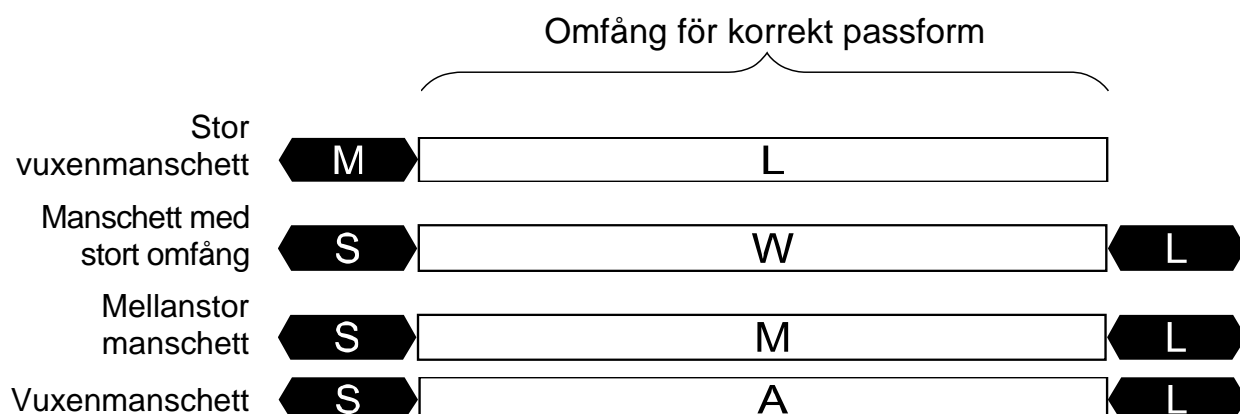 Omfång för korrekt passform
Stor
vuxenmanschett
M L
Manschett med
stort omfång
S W L
Mellanstor
manschett
S M L
Vuxenmanschett S A L